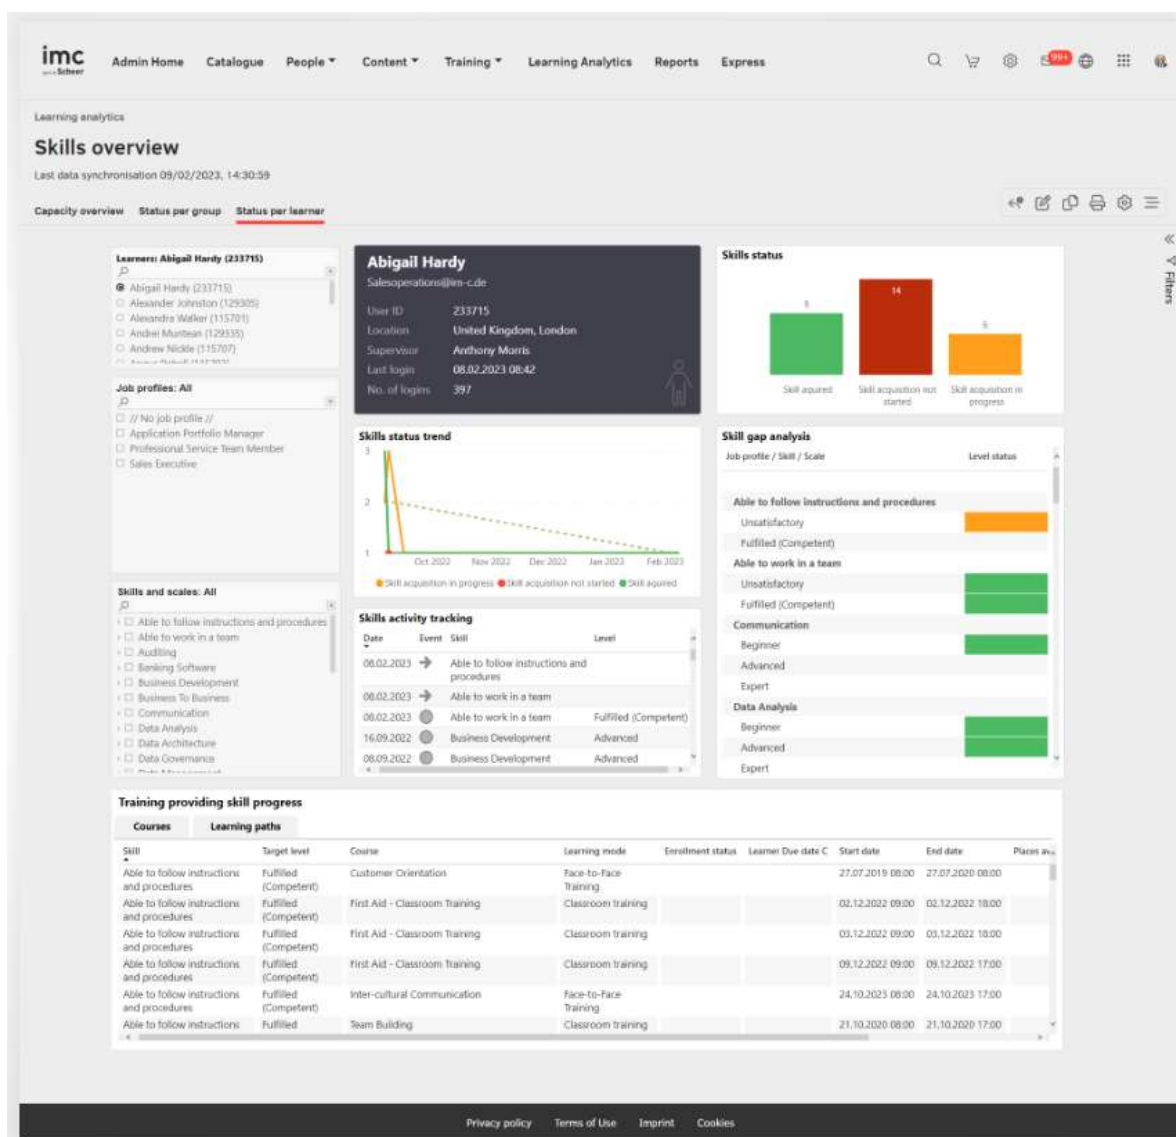 imc
Scheer
Admin Home
Catalogue
People
Content
Training
Learning Analytics
Reports
Express
99+
Learning analytics
Skills overview
Last data synchronisation 09/02/2023, 14:30:59
Capacity overview
Status per group
Status per learner
Filters
Learners: Abigail Hardy (233715)
Abigail Hardy (233715)
Alexander Johnston (129305)
Alexandra Walker (115701)
Andrei Muntean (129335)
Andrew Nickle (115707)
Job profiles: All
// No job profile //
Application Portfolio Manager
Professional Service Team Member
Sales Executive
Skills and scales: All
Able to follow instructions and procedures
Able to work in a team
Auditing
Banking Software
Business Development
Business To Business
Communication
Data Analysis
Data Architecture
Data Governance
Data Management
Abigail Hardy
Salesoperations@im-c.de
User ID 233715
Location United Kingdom, London
Supervisor Anthony Morris
Last login 08.02.2023 08:42
No. of logins 397
Skills status
14
Skill aquired
Skill acquisition not
started
Skill acquisition in
progress
Skills status trend
3
2
1
Oct 2022 Nov 2022 Dec 2022 Jan 2023 Feb 2023
Skill acquisition in progress Skill acquisition not started Skill aquired
Skills activity tracking
Date Event Skill Level
08.02.2023 Able to follow instructions and
procedures
08.02.2023 Able to work in a team
08.02.2023 Able to work in a team Fulfilled (Competent)
16.09.2022 Business Development Advanced
08.09.2022 Business Development Advanced
Skill gap analysis
Job profile / Skill / Scale Level status
Able to follow instructions and procedures
Unsatisfactory
Fulfilled (Competent)
Able to work in a team
Unsatisfactory
Fulfilled (Competent)
Communication
Beginner
Advanced
Expert
Data Analysis
Beginner
Advanced
Expert
Training providing skill progress
Courses Learning paths
Skill Target level Course Learning mode Enrollment status Learner Due date C Start date End date Places
Able to follow instructions Fulfilled Customer Orientation Face-to-Face 27.07.2019 08:00 27.07.2020 08:00
and procedures (Competent) Training
Able to follow instructions Fulfilled First Aid - Classroom Training Classroom training 02.12.2022 09:00 02.12.2022 18:00
and procedures (Competent)
Able to follow instructions Fulfilled First Aid - Classroom Training Classroom training 03.12.2022 09:00 03.12.2022 18:00
and procedures (Competent)
Able to follow instructions Fulfilled First Aid - Classroom Training Classroom training 09.12.2022 09:00 09.12.2022 17:00
and procedures (Competent)
Able to follow instructions Fulfilled Inter-cultural Communication Face-to-Face 24.10.2023 08:00 24.10.2023 17:00
and procedures (Competent) Training
Able to follow instructions Fulfilled Team Building Classroom training 21.10.2020 08:00 21.10.2020 17:00
Privacy policy Terms of Use Imprint Cookies